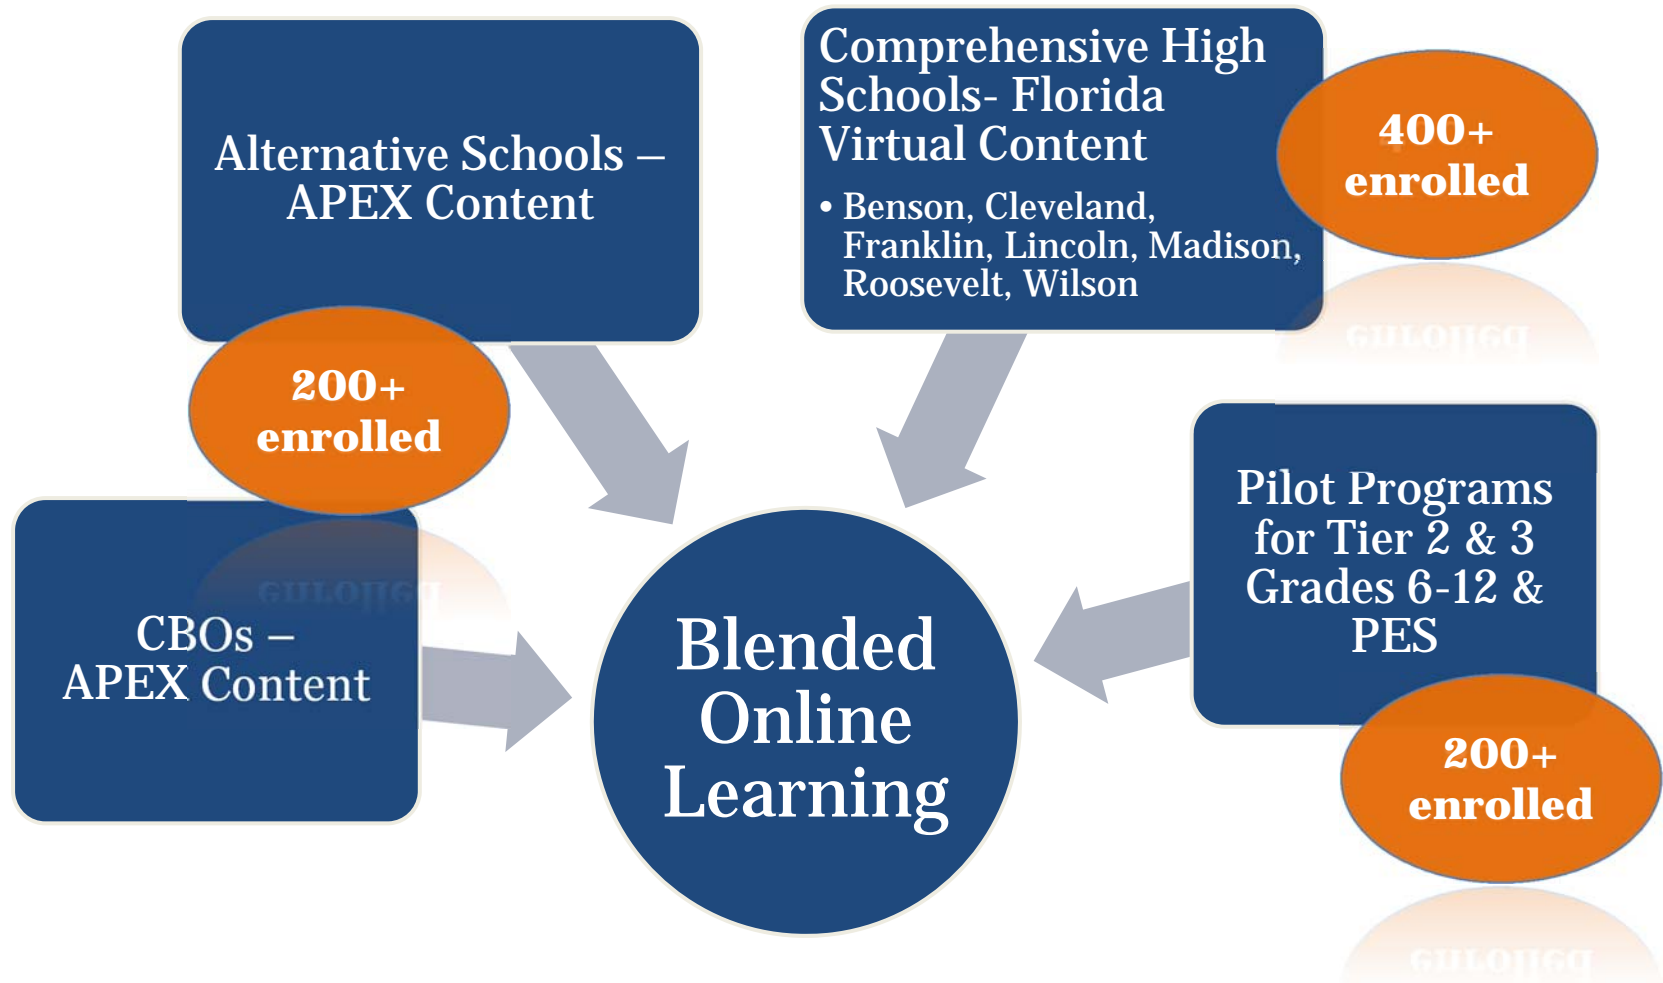 Alternative Schools –
APEX Content
200+
enrolled
CBOs –
APEX Content
Comprehensive High
Schools- Florida
Virtual Content
• Benson, Cleveland,
Franklin, Lincoln, Madison,
Roosevelt, Wilson
400+
enrolled
Pilot Programs
for Tier 2 & 3
Grades 6-12 &
PES
200+
enrolled
Blended
Online
Learning